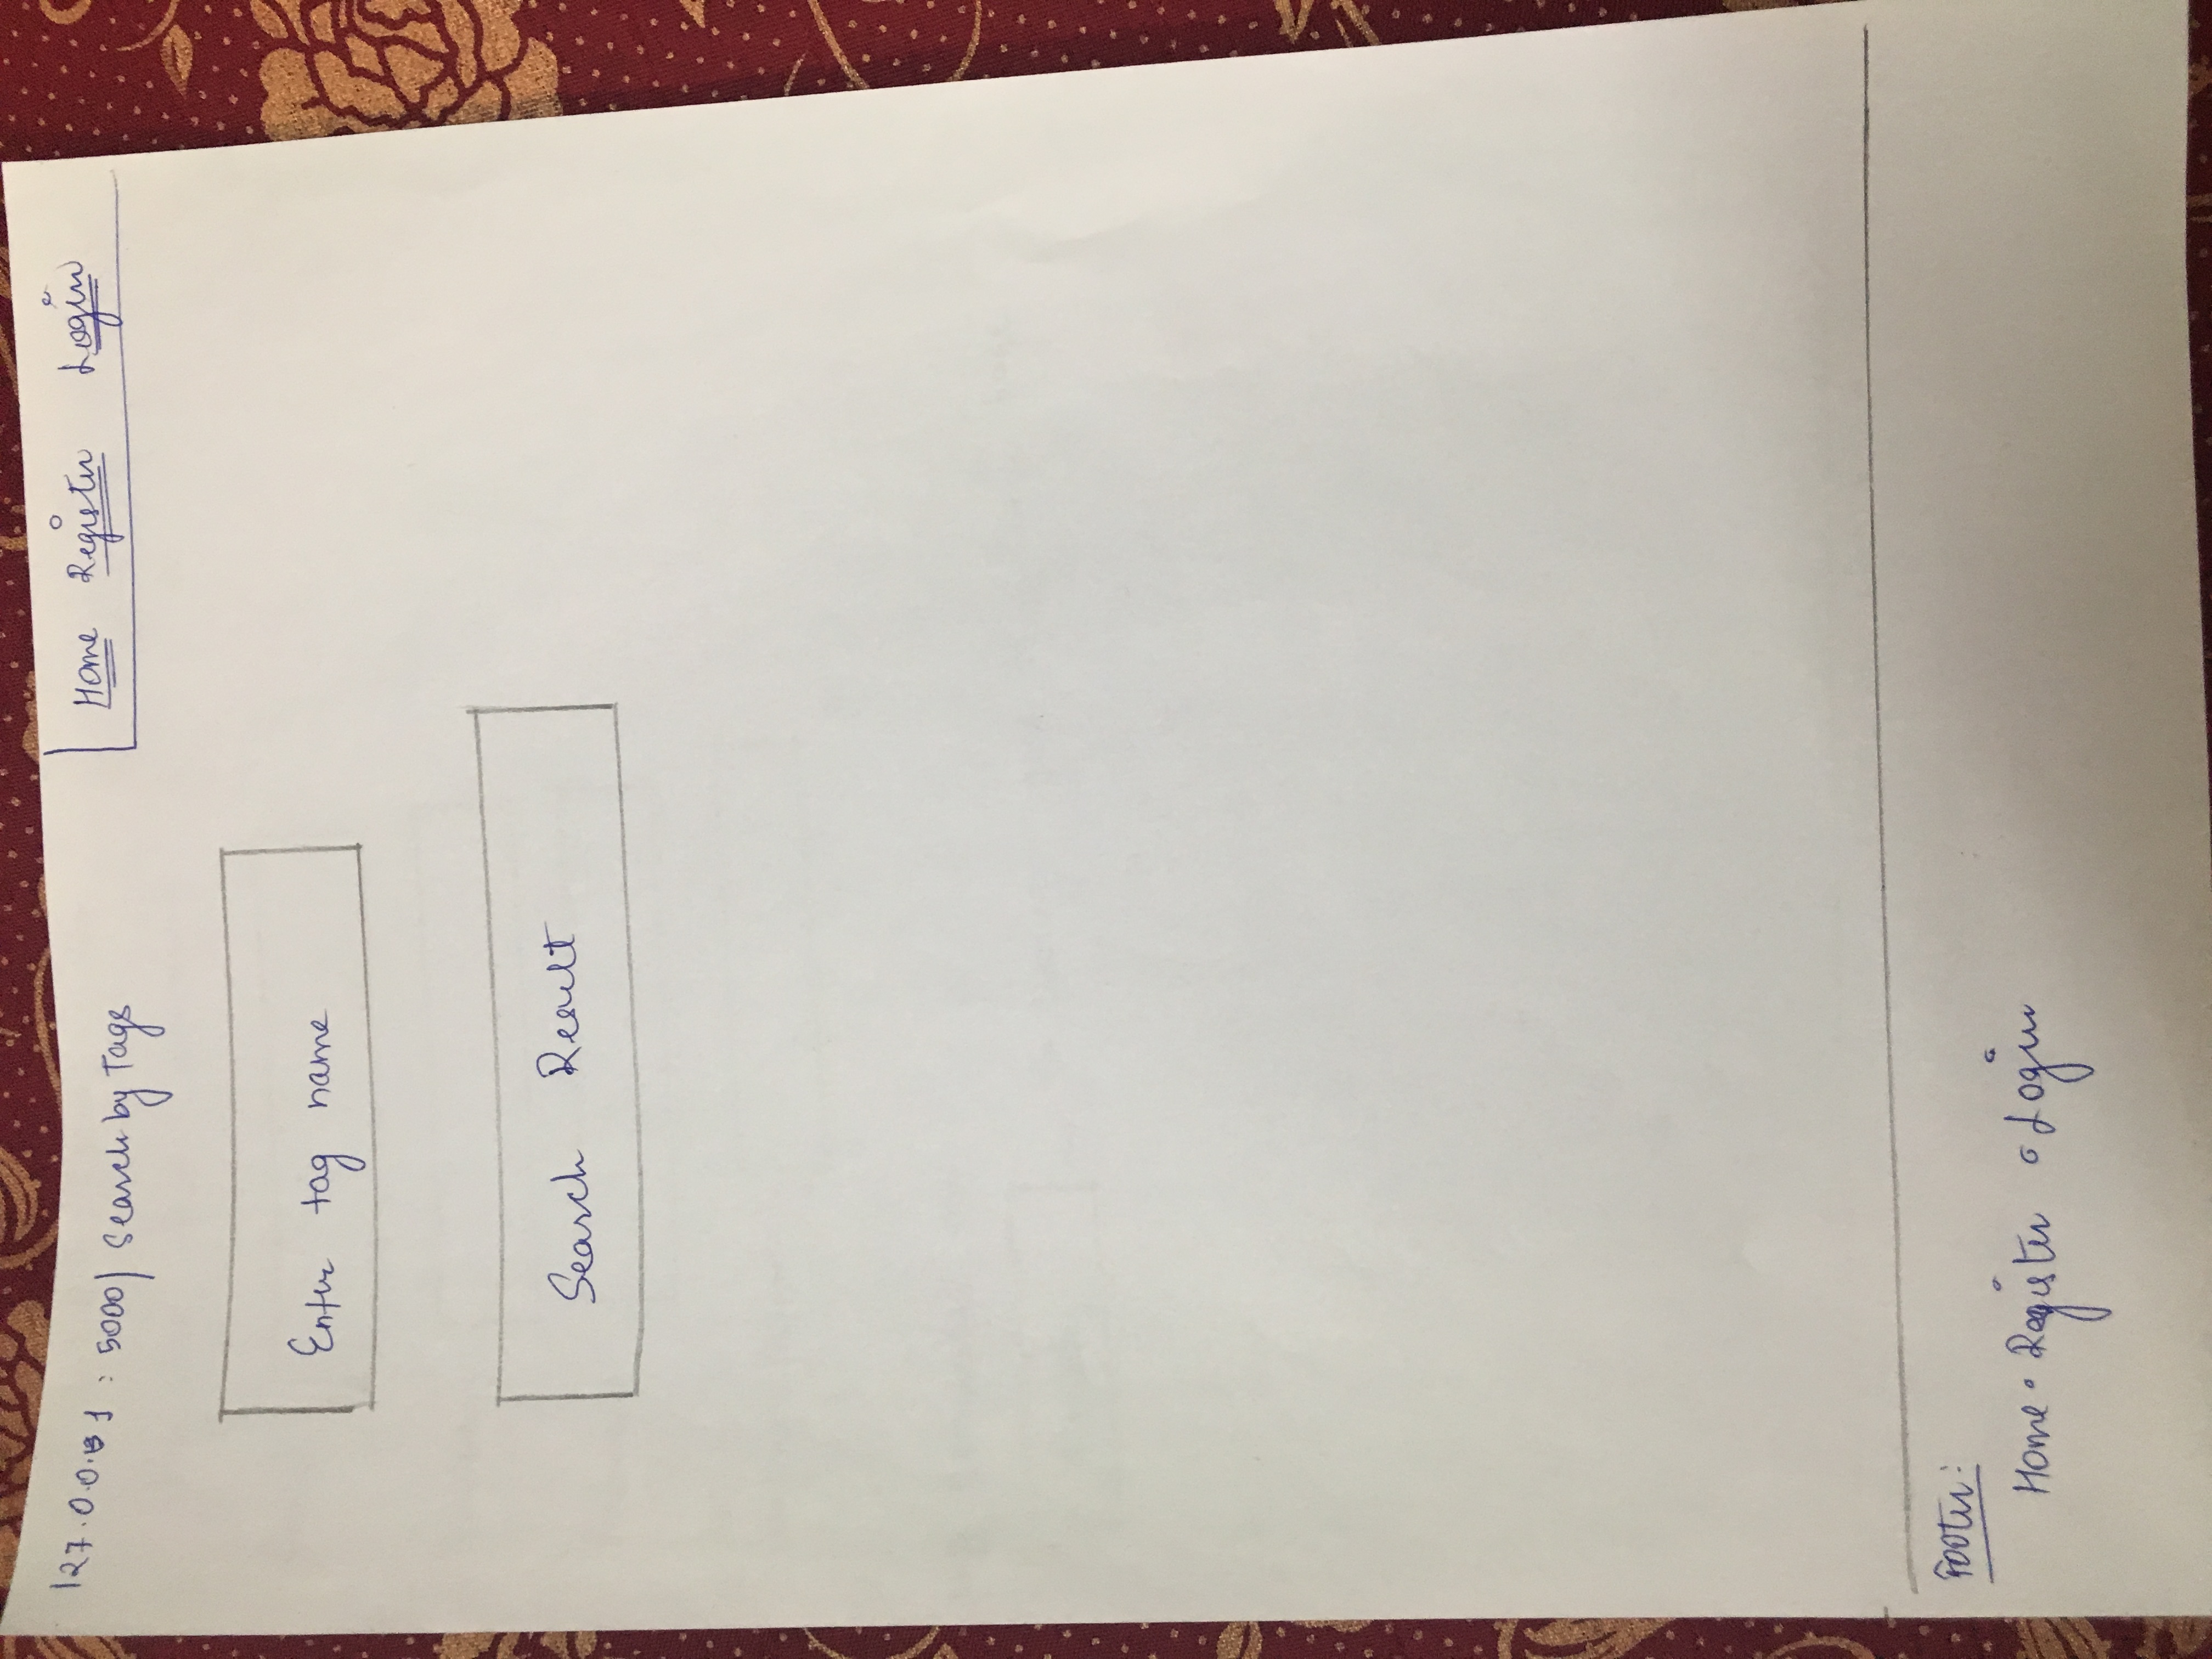 127.0.0.1 : 5000/ Search by Tags
Home Register Login
Enter tag name
Search Result
Footer:
Home • Register • Login